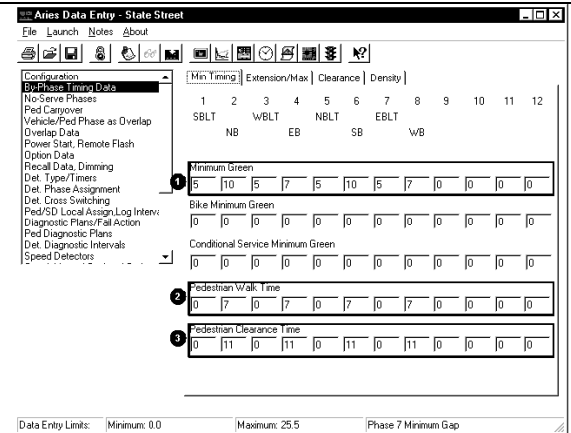 Aries Data Entry - State Street
File Launch Notes About
Configuration
By-Phase Timing Data
No-Serve Phases
Ped Carryover
Vehicle/Ped Phase as Overlap
Overlap Data
Power Start, Remote Flash
Option Data
Recall Data, Dimming
Det. Type/Timers
Det. Phase Assignment
Det. Cross Switching
Ped/SD Local Assign,Log Interva
Diagnostic Plans/Fail Action
Ped Diagnostic Plans
Det. Diagnostic Intervals
Speed Detectors
Min Timing Extension/Max Clearance Density
1 2 3 4 5 6 7 8 9 10 11 12
SBLT WBLT NBLT EBLT
NB EB SB WB
Minimum Green
1 5 10 5 7 5 10 5 7 0 0 0 0
Bike Minimum Green
0 0 0 0 0 0 0 0 0 0 0 0
Conditional Service Minimum Green
0 0 0 0 0 0 0 0 0 0 0 0
Pedestrian Walk Time
2 0 7 0 7 0 7 0 7 0 0 0 0
Pedestrian Clearance Time
3 0 11 0 11 0 11 0 11 0 0 0 0
Data Entry Limits: Minimum: 0.0 Maximum: 25.5 Phase 7 Minimum Gap